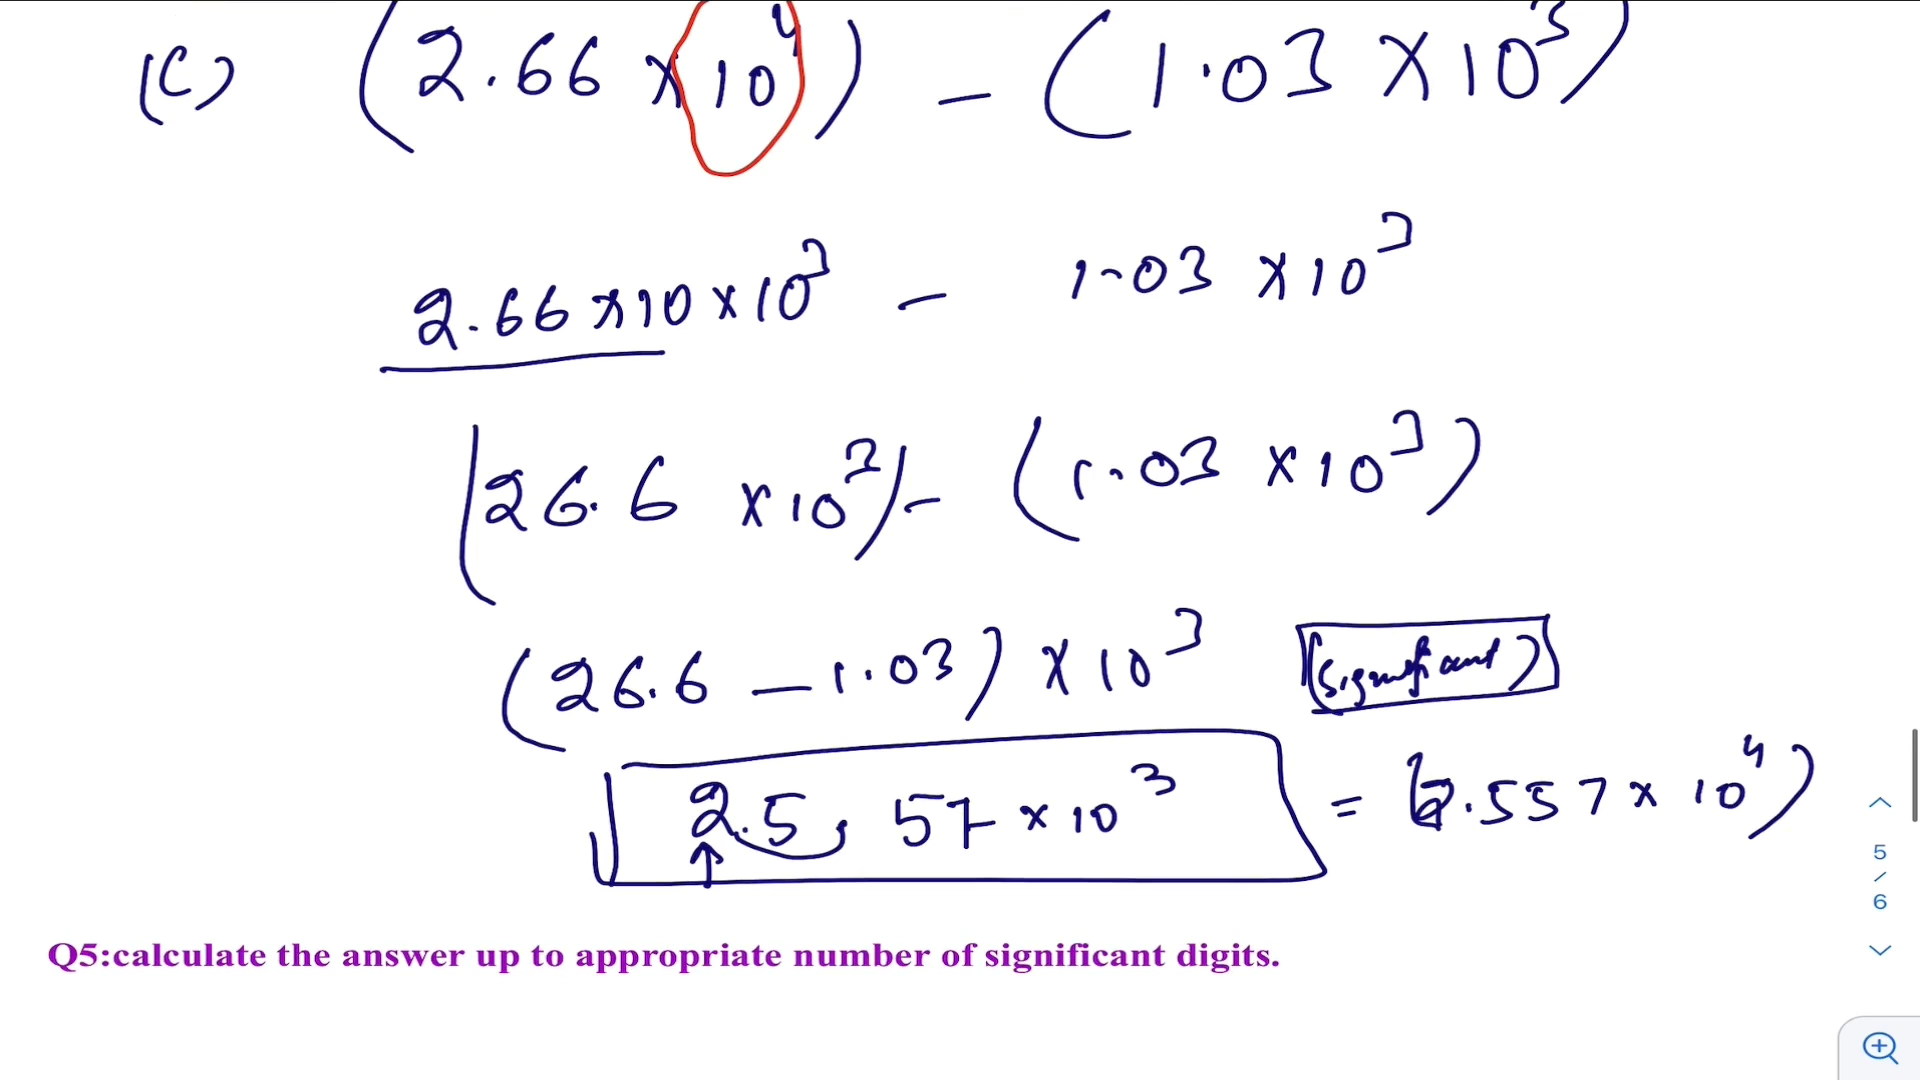 (C) (2.66 × 10⁴) - (1.03 × 10³)
2.66 × 10 × 10³ - 1.03 × 10³
(26.6 × 10³) - (1.03 × 10³)
(26.6 - 1.03) × 10³ (Significant)
2.5.57 × 10³ = (2.557 × 10⁴)
5
/
6
Q5:calculate the answer up to appropriate number of significant digits.